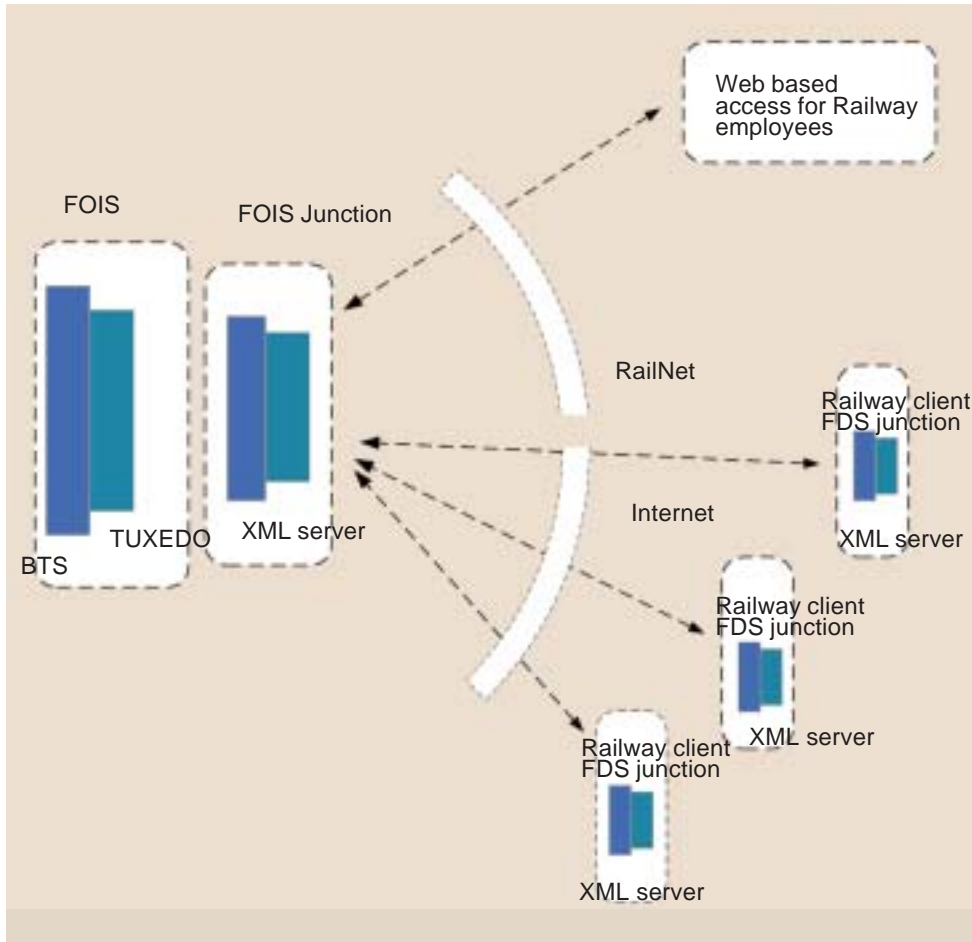 Web based
access for Railway
employees
FOIS
FOIS Junction
RailNet
Railway client
FDS junction
Internet
XML server
TUXEDO
XML server
BTS
Railway client
FDS junction
XML server
Railway client
FDS junction
XML server